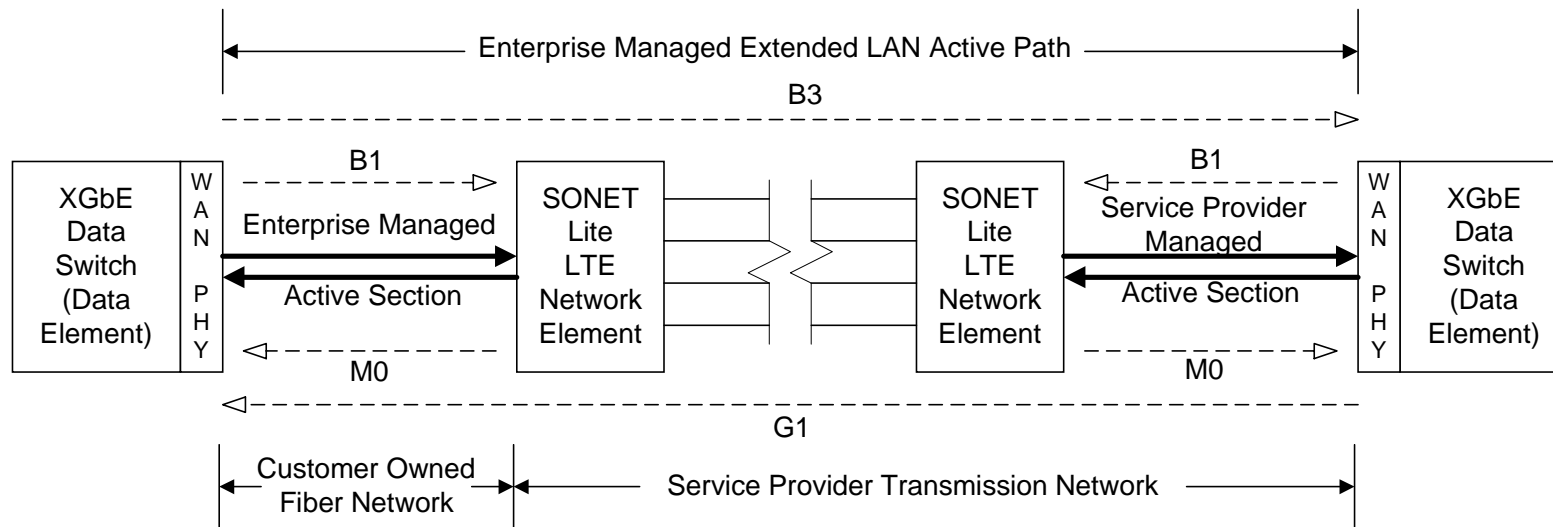 Enterprise Managed Extended LAN Active Path
B3
XGbE
Data
Switch
(Data
Element)
W
A
N
P
H
Y
B1
Enterprise Managed
Active Section
M0
SONET
Lite
LTE
Network
Element
SONET
Lite
LTE
Network
Element
B1
Service Provider
Managed
Active Section
M0
W
A
N
P
H
Y
XGbE
Data
Switch
(Data
Element)
G1
Customer Owned
Fiber Network
Service Provider Transmission Network